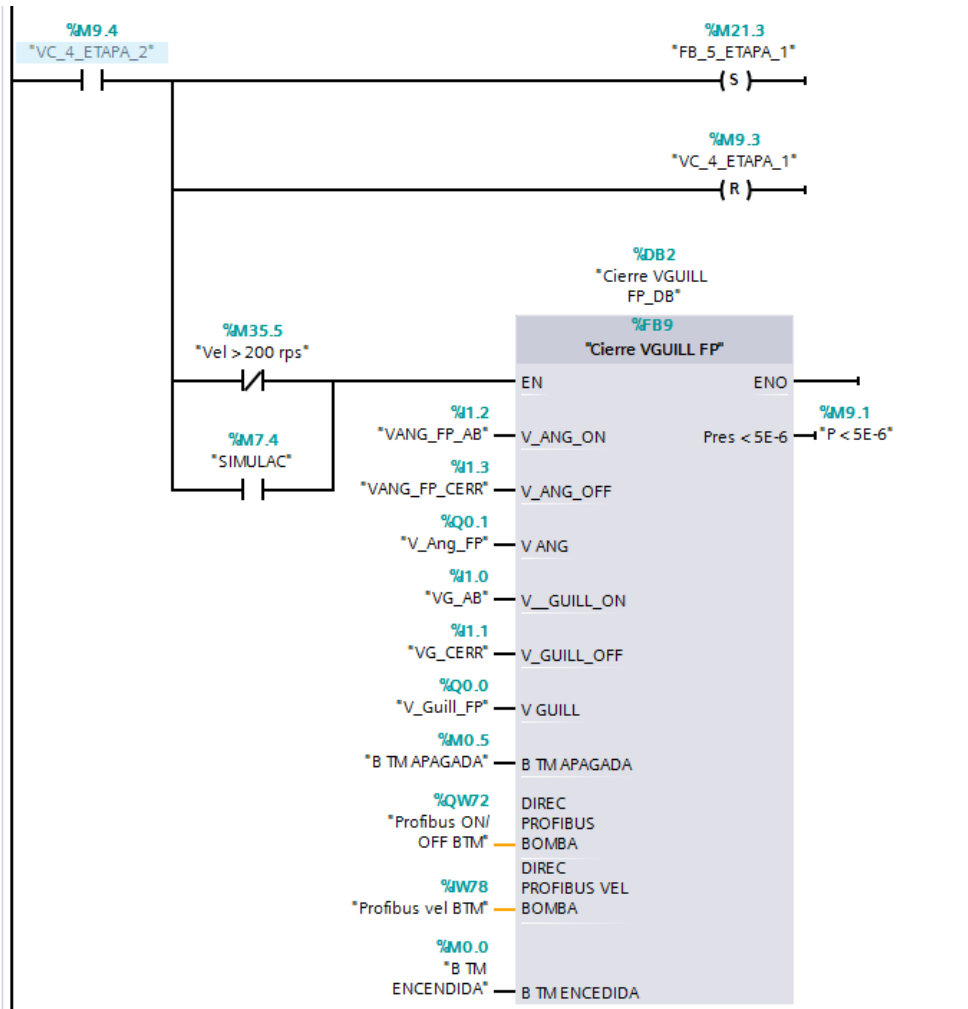 %M9.4
"VC_4_ETAPA_2"
%M21.3
"FB_5_ETAPA_1"
S
%M9.3
"VC_4_ETAPA_1"
R
%DB2
"Cierre VGUILL
FP_DB"
%M35.5
"Vel > 200 rps"
%FB9
"Cierre VGUILL FP"
EN
ENO
%M7.4
"SIMULAC"
%I1.2
"VANG_FP_AB"
V_ANG_ON
Pres < 5E-6
%M9.1
"P < 5E-6"
%I1.3
"VANG_FP_CERR"
V_ANG_OFF
%Q0.1
"V_Ang_FP"
V ANG
%I1.0
"VG_AB"
V__GUILL_ON
%I1.1
"VG_CERR"
V_GUILL_OFF
%Q0.0
"V_Guill_FP"
V GUILL
%M0.5
"B TM APAGADA"
B TM APAGADA
%QW72
"Profibus ON/
OFF BTM"
DIREC
PROFIBUS
BOMBA
%IW78
"Profibus vel BTM"
DIREC
PROFIBUS VEL
BOMBA
%M0.0
"B TM
ENCENDIDA"
B TM ENCEDIDA